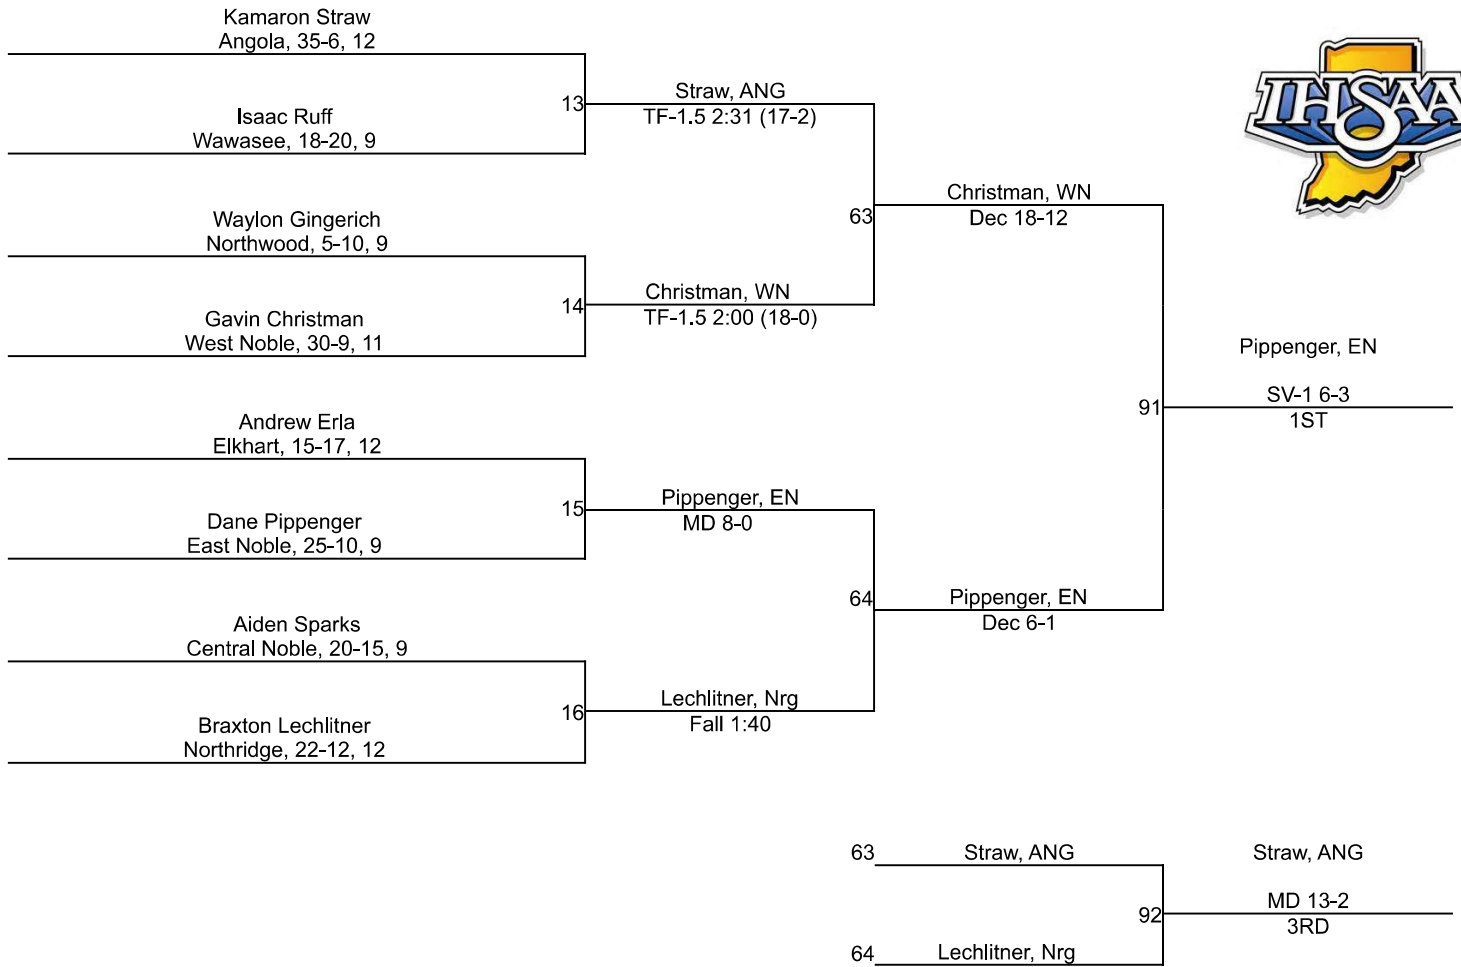 Kamaron Straw
Angola, 35-6, 12
13
Straw, ANG
TF-1.5 2:31 (17-2)
Isaac Ruff
Wawasee, 18-20, 9
IHSAA
63
Christman, WN
Dec 18-12
Waylon Gingerich
Northwood, 5-10, 9
14
Christman, WN
TF-1.5 2:00 (18-0)
Gavin Christman
West Noble, 30-9, 11
91
Pippenger, EN
SV-1 6-3
1ST
Andrew Erla
Elkhart, 15-17, 12
15
Pippenger, EN
MD 8-0
Dane Pippenger
East Noble, 25-10, 9
64
Pippenger, EN
Dec 6-1
Aiden Sparks
Central Noble, 20-15, 9
16
Lechlitner, Nrg
Fall 1:40
Braxton Lechlitner
Northridge, 22-12, 12
63
Straw, ANG
92
Straw, ANG
MD 13-2
3RD
64
Lechlitner, Nrg